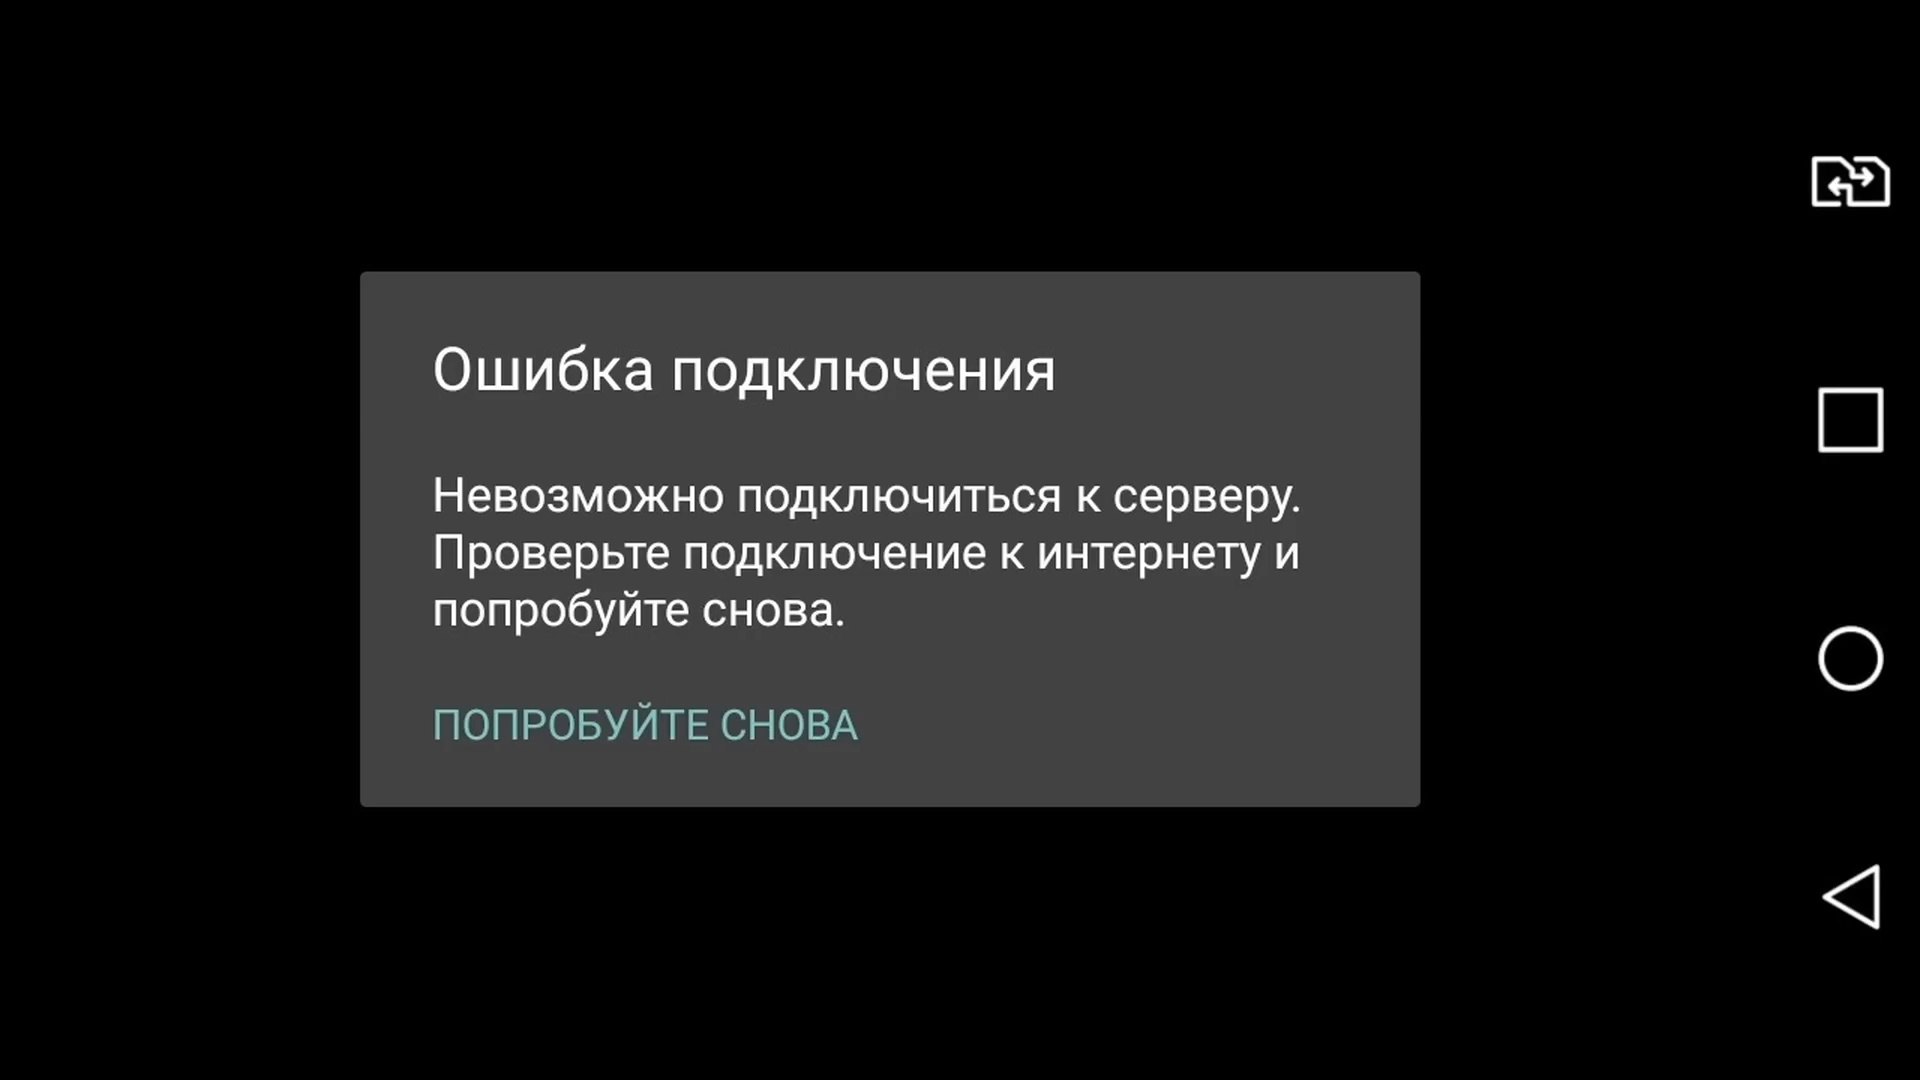 Ошибка подключения
Невозможно подключиться к серверу.
Проверьте подключение к интернету и
попробуйте снова.
ПОПРОБУЙТЕ СНОВА